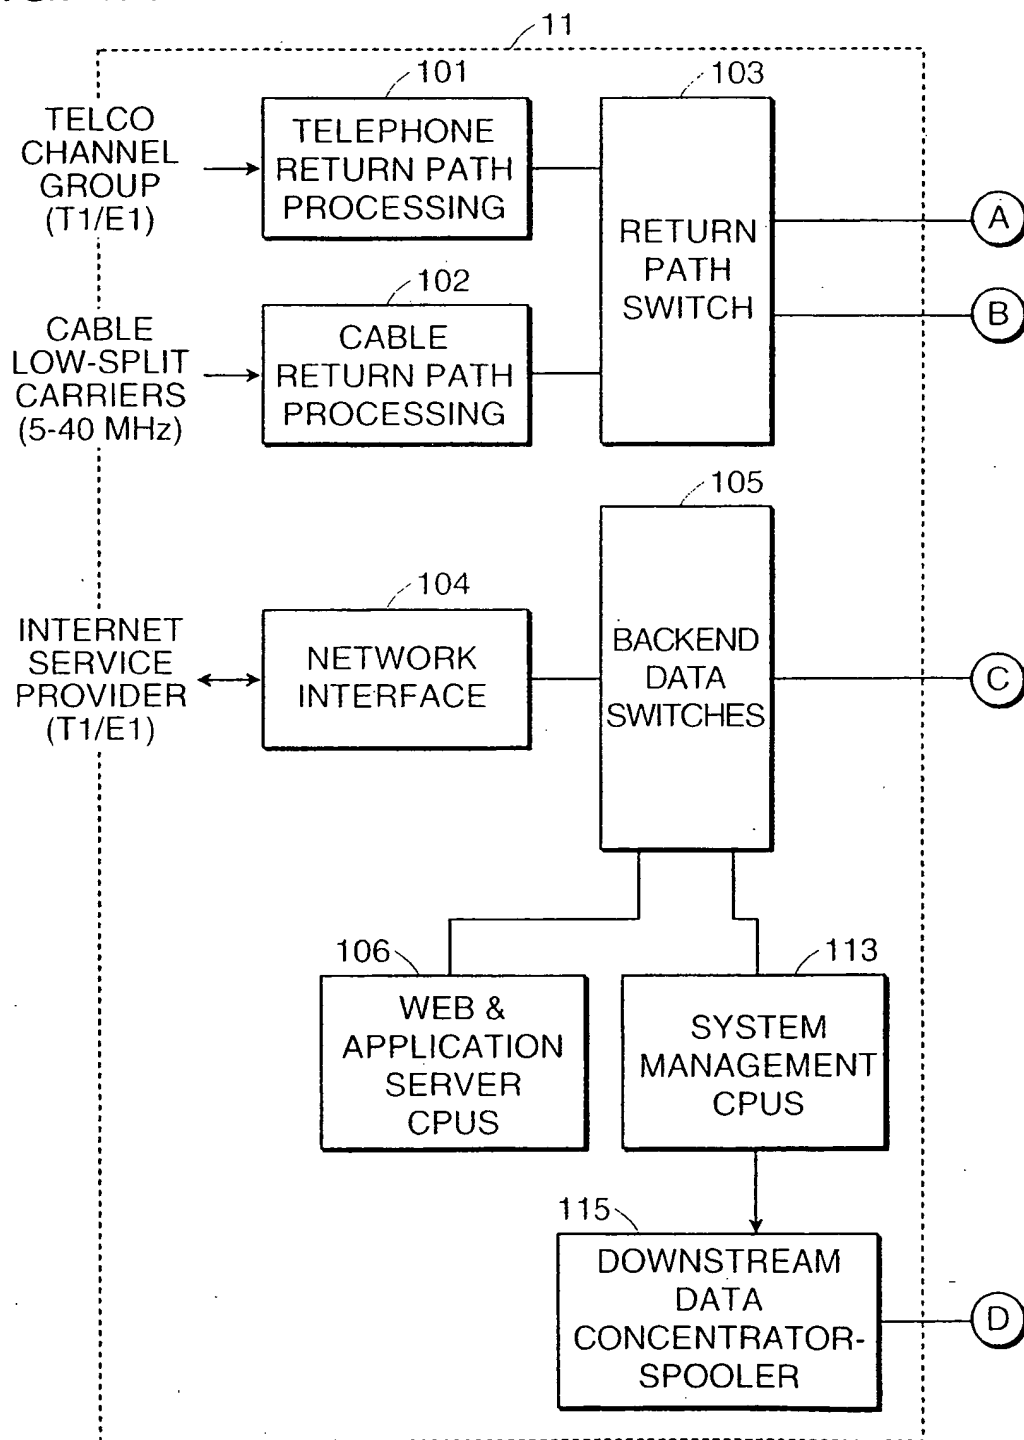 11
101
103
TELCO
CHANNEL
GROUP
(T1/E1)
TELEPHONE
RETURN PATH
PROCESSING
RETURN
PATH
SWITCH
A
B
102
CABLE
LOW-SPLIT
CARRIERS
(5-40 MHz)
CABLE
RETURN PATH
PROCESSING
105
104
INTERNET
SERVICE
PROVIDER
(T1/E1)
NETWORK
INTERFACE
BACKEND
DATA
SWITCHES
C
106
113
WEB &
APPLICATION
SERVER
CPUS
SYSTEM
MANAGEMENT
CPUS
115
DOWNSTREAM
DATA
CONCENTRATOR-
SPOOLER
D